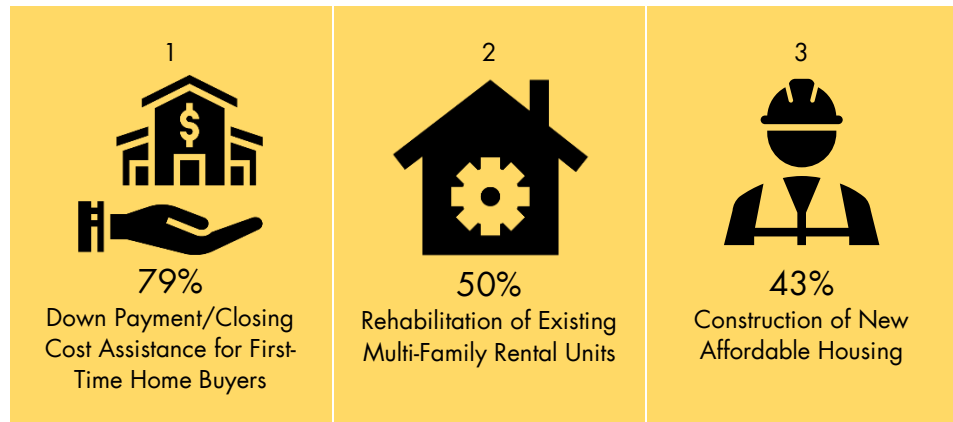 1
$
79%
Down Payment/Closing
Cost Assistance for First-
Time Home Buyers
2
50%
Rehabilitation of Existing
Multi-Family Rental Units
3
43%
Construction of New
Affordable Housing